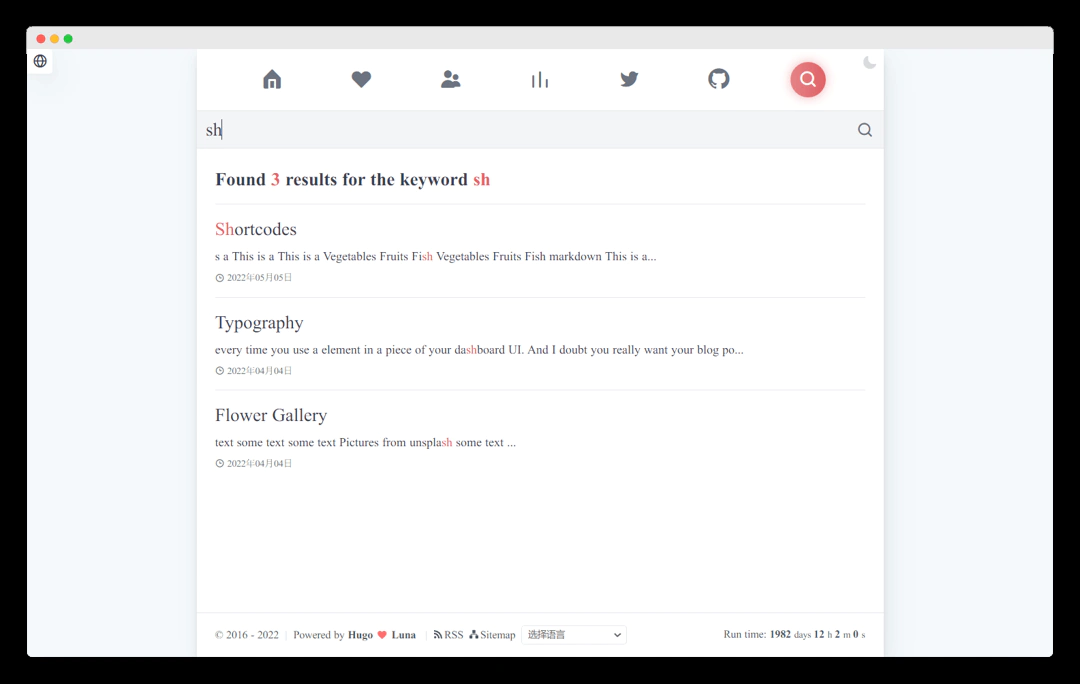 sh
Found 3 results for the keyword sh
Shortcodes
s a This is a This is a Vegetables Fruits Fish Vegetables Fruits Fish markdown This is a...
2022年05月05日
Typography
every time you use a element in a piece of your dashboard UI. And I doubt you really want your blog po...
2022年04月04日
Flower Gallery
text some text some text Pictures from unsplash some text ...
2022年04月04日
© 2016 - 2022 | Powered by Hugo Luna | RSS Sitemap 选择语言 Run time: 1982 days 12 h 2 m 0 s